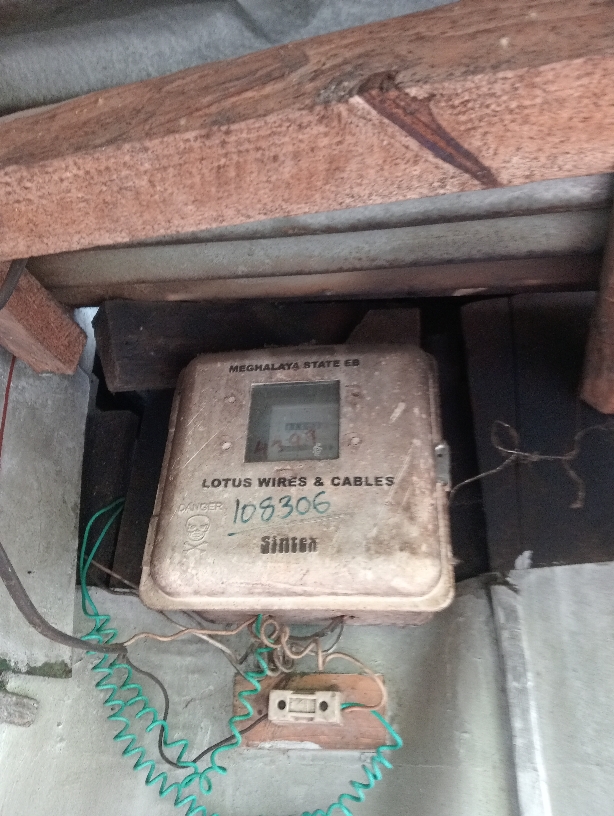 MEGHALAYA STATE EB
LOTUS WIRES & CABLES
DANGER
108306
Sintex